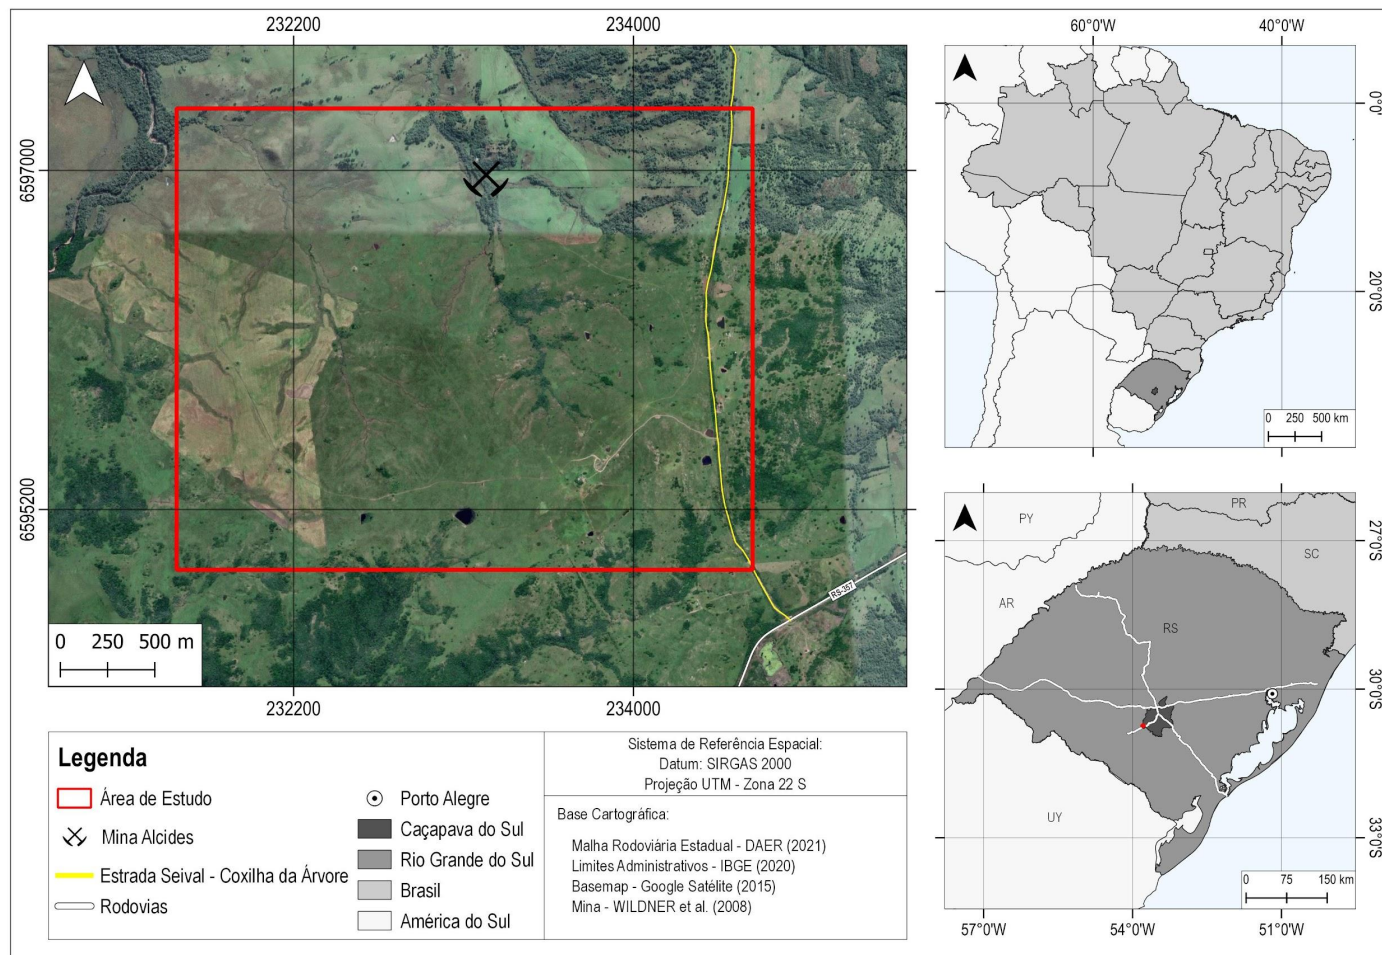 232200
234000
6597000
6597000
6595200
6595200
RS-357
0 250 500 m
232200
234000
60°0'W
40°0'W
0°0'
20°0'S
0 250 500 km
PY
PR
SC
AR
RS
UY
27°0'S
30°0'S
33°0'S
0 75 150 km
57°0'W
54°0'W
51°0'W
Legenda
Área de Estudo
Mina Alcides
Estrada Seival - Coxilha da Árvore
Rodovias
Porto Alegre
Caçapava do Sul
Rio Grande do Sul
Brasil
América do Sul
Sistema de Referência Espacial:
Datum: SIRGAS 2000
Projeção UTM - Zona 22 S
Base Cartográfica:
Malha Rodoviária Estadual - DAER (2021)
Limites Administrativos - IBGE (2020)
Basemap - Google Satélite (2015)
Mina - WILDNER et al. (2008)